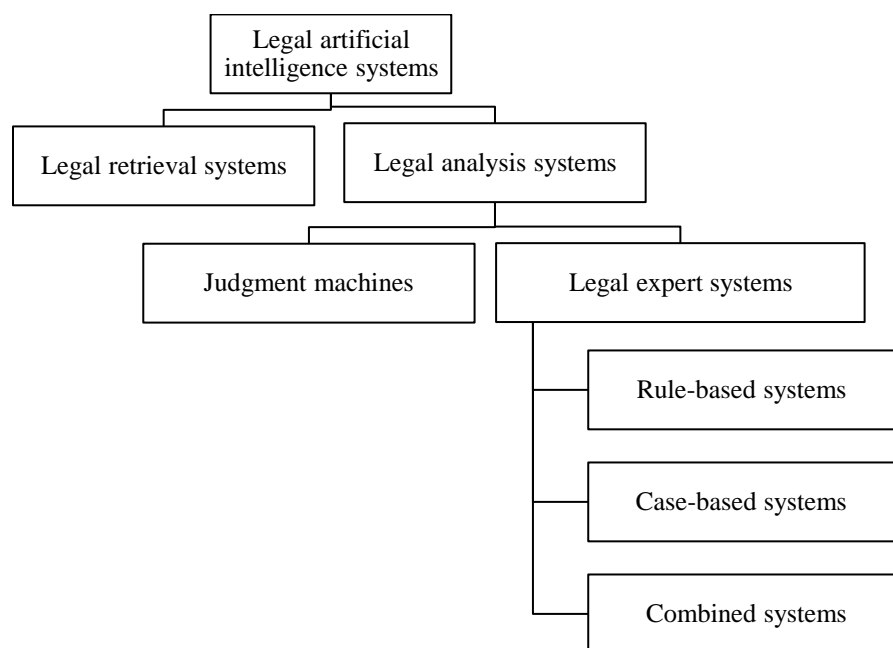 Legal artificial
intelligence systems
Legal retrieval systems
Legal analysis systems
Judgment machines
Legal expert systems
Rule-based systems
Case-based systems
Combined systems